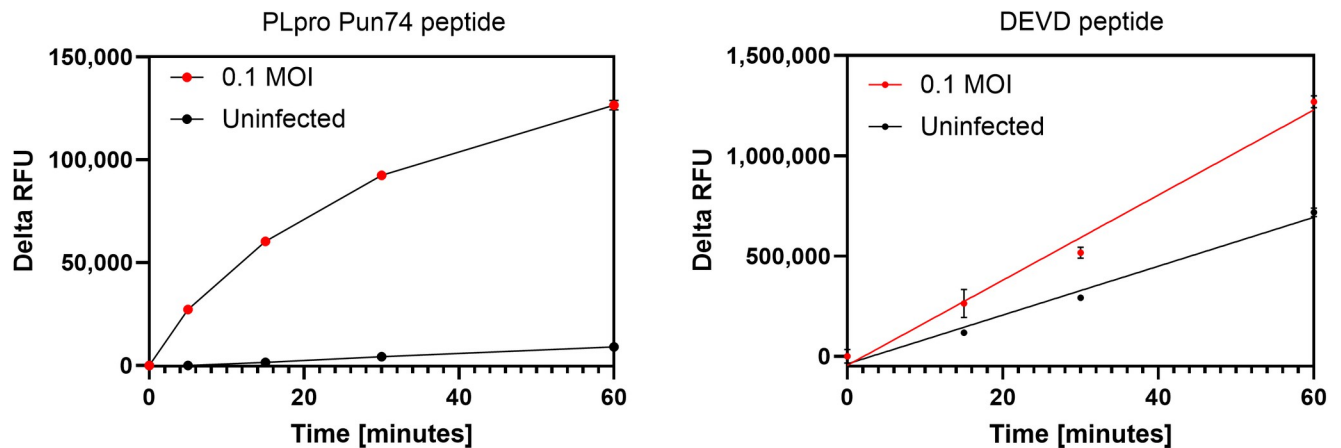 PLpro Pun74 peptide
150,000
100,000
50,000
0
Delta RFU
0.1 MOI
Uninfected
0 20 40 60
Time [minutes]
DEVD peptide
1,500,000
1,000,000
500,000
0
Delta RFU
0.1 MOI
Uninfected
0 20 40 60
Time [minutes]